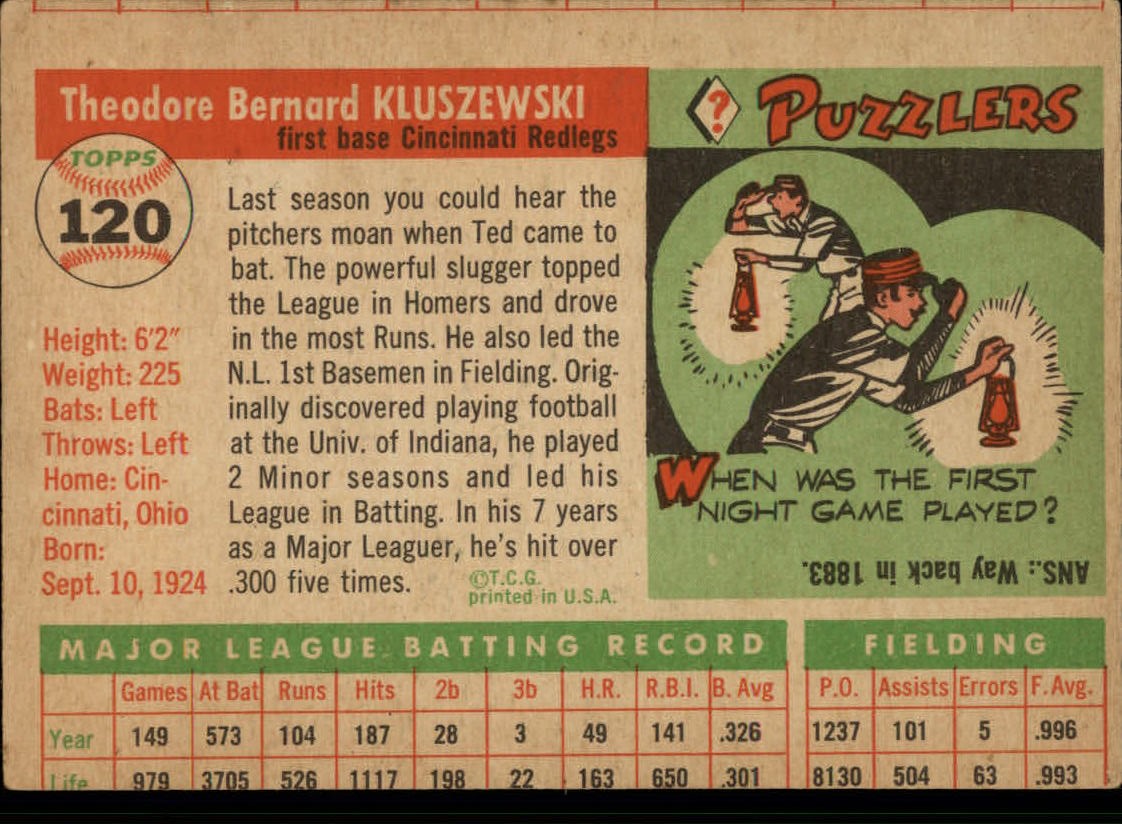 Theodore Bernard KLUSZEWSKI
first base Cincinnati Redlegs
TOPPS
120
Height: 6'2"
Weight: 225
Bats: Left
Throws: Left
Home: Cin-
cinnati, Ohio
Born:
Sept. 10, 1924
Last season you could hear the
pitchers moan when Ted came to
bat. The powerful slugger topped
the League in Homers and drove
in the most Runs. He also led the
N.L. 1st Basemen in Fielding. Orig-
inally discovered playing football
at the Univ. of Indiana, he played
2 Minor seasons and led his
League in Batting. In his 7 years
as a Major Leaguer, he's hit over
.300 five times.
©T.C.G.
printed in U.S.A.
? PUZZLERS
WHEN WAS THE FIRST
NIGHT GAME PLAYED?
ANS.: Way back in 1883.
MAJOR LEAGUE BATTING RECORD
Games At Bat Runs Hits 2b 3b H.R. R.B.I. B. Avg
Year 149 573 104 187 28 3 49 141 .326
Life 979 3705 526 1117 198 22 163 650 .301
FIELDING
P.O. Assists Errors F. Avg.
1237 101 5 .996
8130 504 63 .993